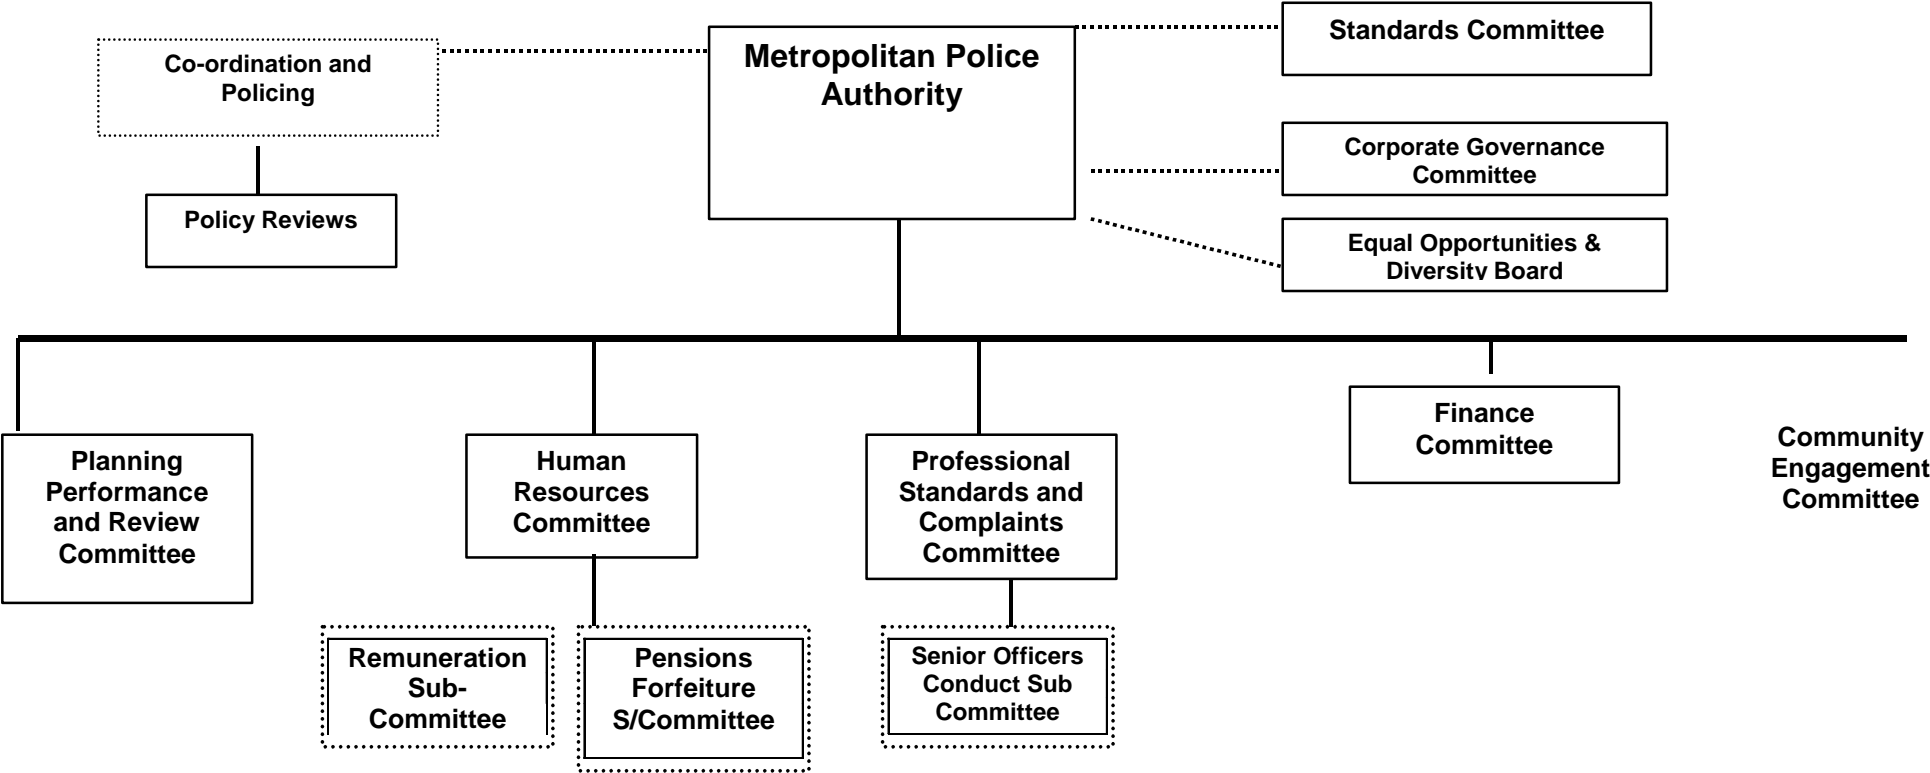 Standards Committee
Metropolitan Police
Authority
Co-ordination and
Policing
Corporate Governance
Committee
Policy Reviews
Equal Opportunities &
Diversity Board
Planning
Performance
and Review
Committee
Human
Resources
Committee
Professional
Standards and
Complaints
Committee
Finance
Committee
Community
Engagement
Committee
Remuneration
Sub-
Committee
Pensions
Forfeiture
S/Committee
Senior Officers
Conduct Sub
Committee